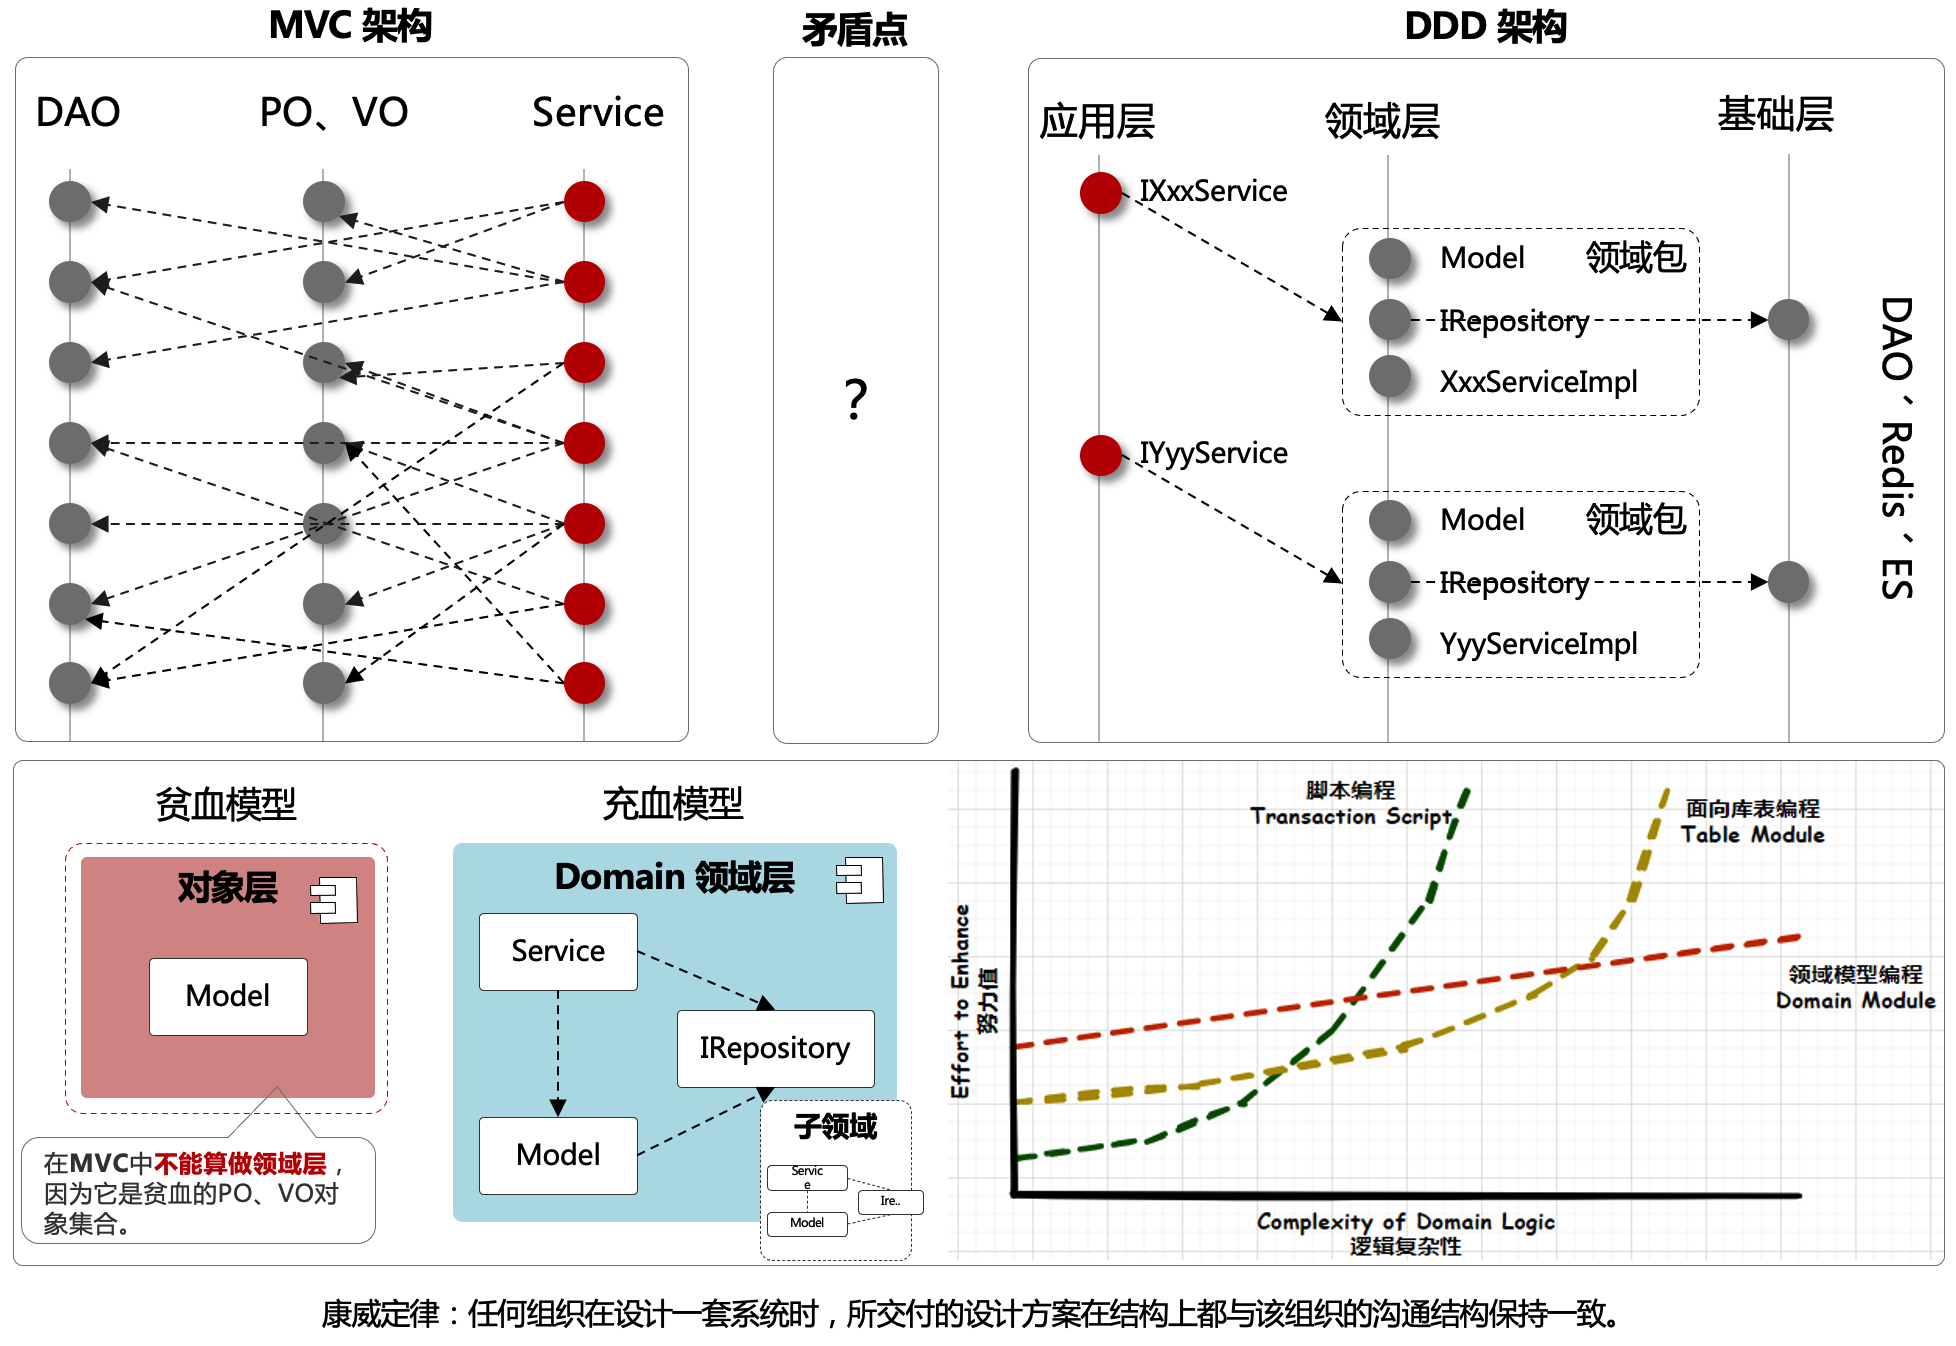 MVC 架构
矛盾点
DDD 架构
DAO
PO、VO
Service
?
应用层
领域层
基础层
IXxxService
Model
领域包
IRepository
XxxServiceImpl
IYyyService
Model
领域包
IRepository
YyyServiceImpl
DAO、Redis、ES
贫血模型
对象层
Model
在MVC中不能算做领域层，
因为它是贫血的PO、VO对
象集合。
充血模型
Domain 领域层
Service
IRepository
Model
子领域
Servic
e
Ire..
Model
脚本编程
Transaction Script
面向库表编程
Table Module
领域模型编程
Domain Module
Effort to Enhance
努力值
Complexity of Domain Logic
逻辑复杂性
康威定律：任何组织在设计一套系统时，所交付的设计方案在结构上都与该组织的沟通结构保持一致。